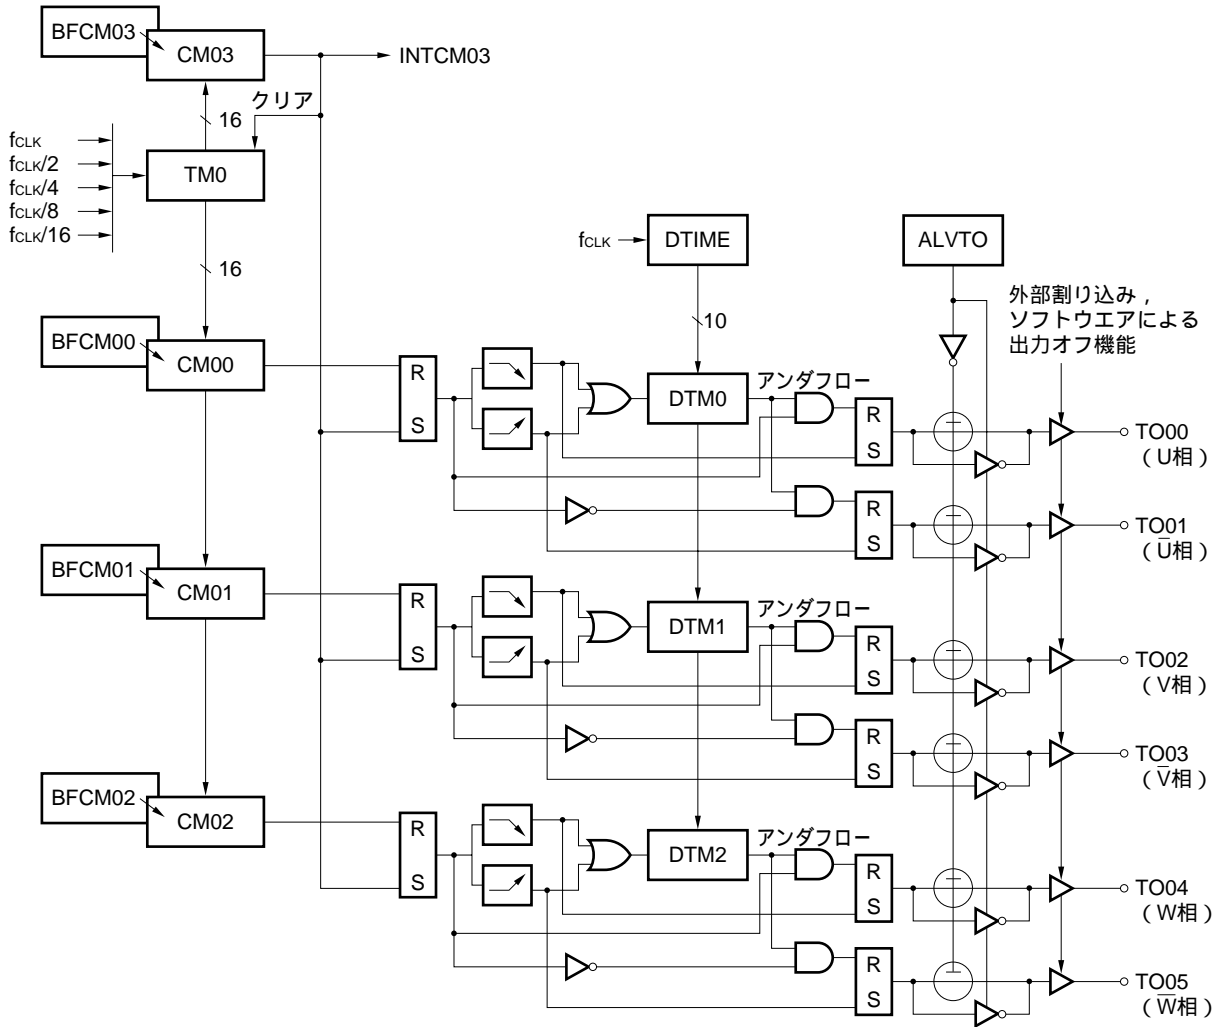 BFCM03
CM03
INTCM03
クリア
16
fCLK
fCLK/2
fCLK/4
fCLK/8
fCLK/16
TM0
16
fCLK
DTIME
ALVTO
10
外部割り込み，
ソフトウエアによる
出力オフ機能
BFCM00
CM00
R
S
DTM0
アンダフロー
R
S
TO00
（U相）
R
S
TO01
（U̅相）
BFCM01
CM01
R
S
DTM1
アンダフロー
R
S
TO02
（V相）
R
S
TO03
（V̅相）
BFCM02
CM02
R
S
DTM2
アンダフロー
R
S
TO04
（W相）
R
S
TO05
（W̅相）